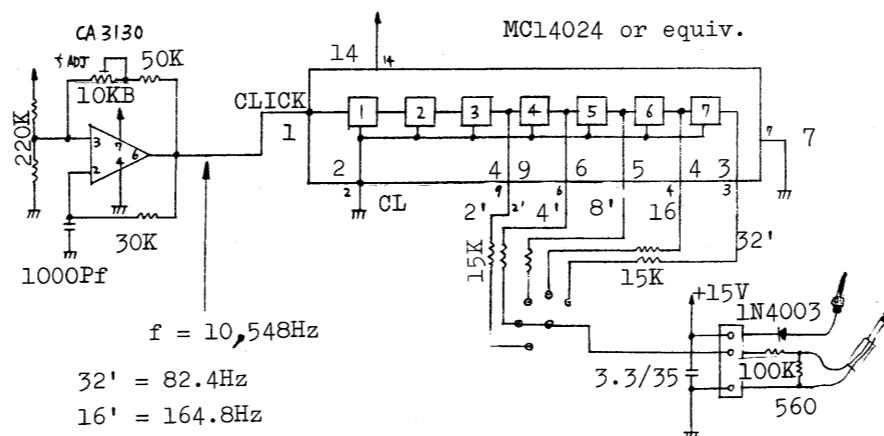 CA 3130
MC14024 or equiv.
ADJ
50K
10KB
14
14
CLICK
1
1
2
3
4
5
6
7
220K
3
2
7
4
6
7
7
2
2
CL
4
9
9
6
6
5
4
4
3
3
2'
2'
4'
8'
16
32'
30K
1000Pf
15K
15K
+15V
1N4003
f = 10,548Hz
3.3/35
100K
560
32' = 82.4Hz
16' = 164.8Hz